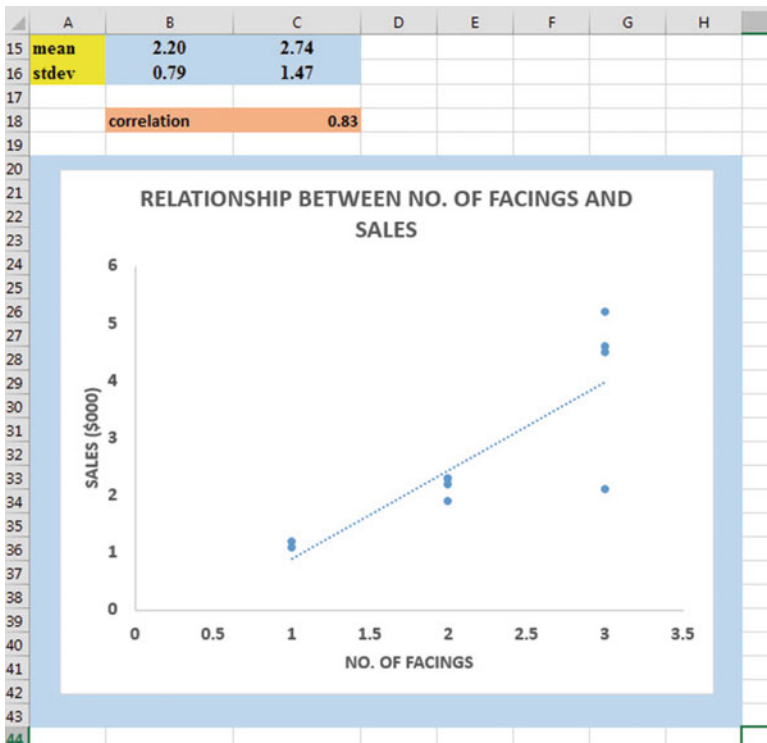 A B C D E F G H
15 mean 2.20 2.74
16 stdev 0.79 1.47
17
18 correlation 0.83
19
20
21 RELATIONSHIP BETWEEN NO. OF FACINGS AND
22 SALES
23
24 6
25
26 5
27
28
29 4
30
31 3
32
33
34 2
35
36 1
37
38 0
39 0 0.5 1 1.5 2 2.5 3 3.5
40
41 NO. OF FACINGS
42
43
44
SALES ($000)